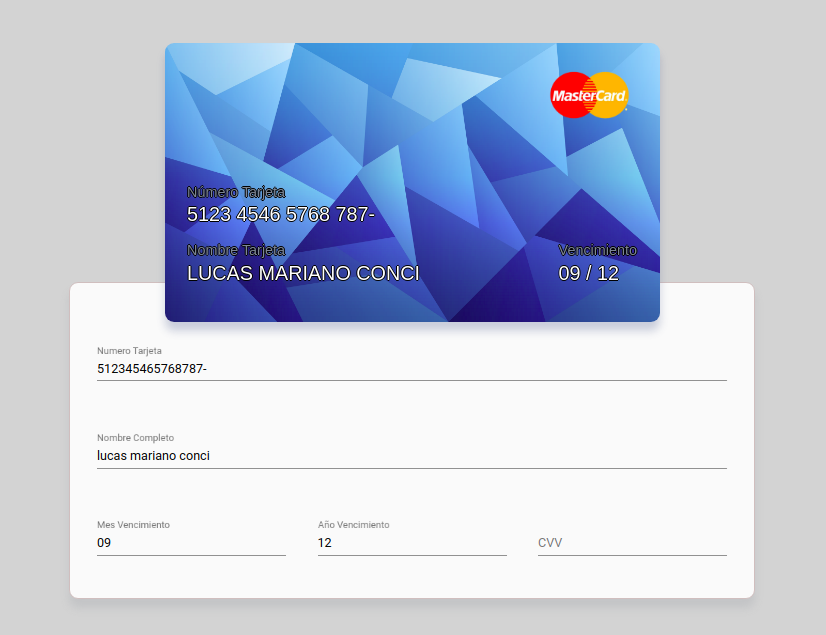 MasterCard
Número Tarjeta
5123 4546 5768 787-
Nombre Tarjeta
Vencimiento
LUCAS MARIANO CONCI
09 / 12
Numero Tarjeta
512345465768787-
Nombre Completo
lucas mariano conci
Mes Vencimiento
Año Vencimiento
09
12
CVV